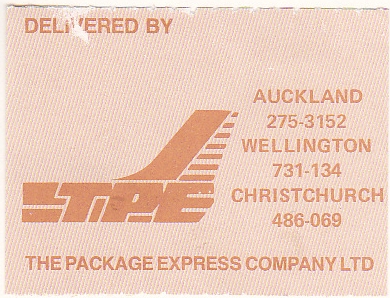 DELIVERED BY
AUCKLAND
275-3152
WELLINGTON
731-134
CHRISTCHURCH
486-069
TPE
THE PACKAGE EXPRESS COMPANY LTD